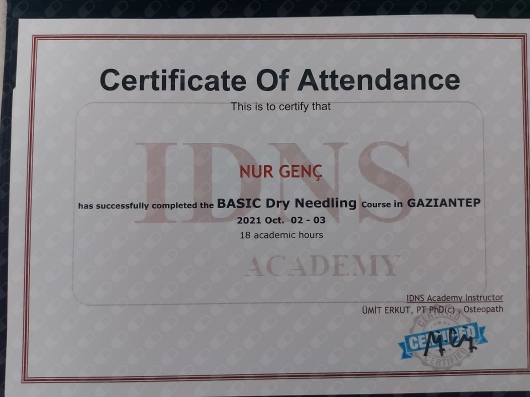 Certificate Of Attendance
This is to certify that
IDNS
NUR GENÇ
has successfully completed the BASIC Dry Needling Course in GAZIANTEP
2021 Oct. 02 - 03
18 academic hours
ACADEMY
IDNS Academy Instructor
ÜMİT ERKUT, PT PhD(c) , Osteopath
CERTIFIED